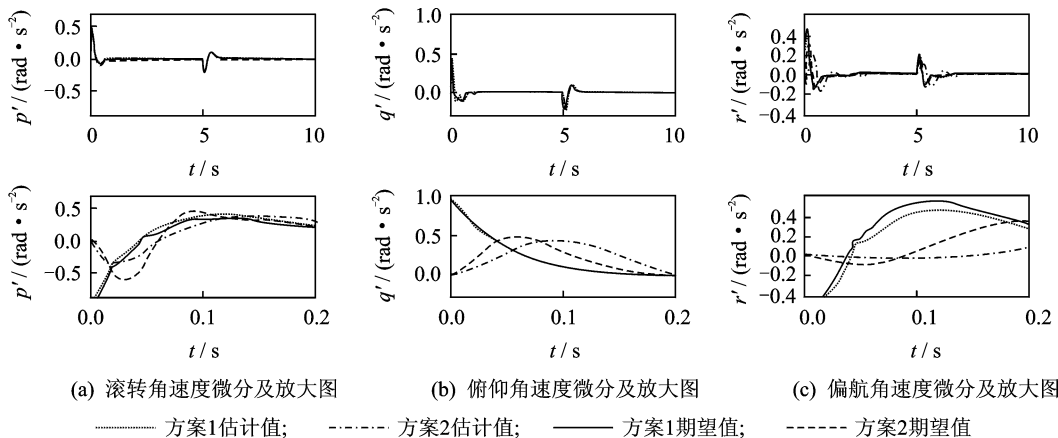 p′/(rad • s⁻²)
0.5
0.0
−0.5
0
5
10
t / s
q′/(rad • s⁻²)
1.0
0.5
0.0
0
5
10
t / s
r′/(rad • s⁻²)
0.4
0.2
0.0
−0.2
−0.4
0
5
10
t / s
p′/(rad • s⁻²)
0.5
0.0
−0.5
0.0
0.1
0.2
t / s
q′/(rad • s⁻²)
1.0
0.5
0.0
0.0
0.1
0.2
t / s
r′/(rad • s⁻²)
0.4
0.2
0.0
−0.2
−0.4
0.0
0.1
0.2
t / s
(a) 滚转角速度微分及放大图
(b) 俯仰角速度微分及放大图
(c) 偏航角速度微分及放大图
方案1估计值; 方案2估计值; 方案1期望值; 方案2期望值